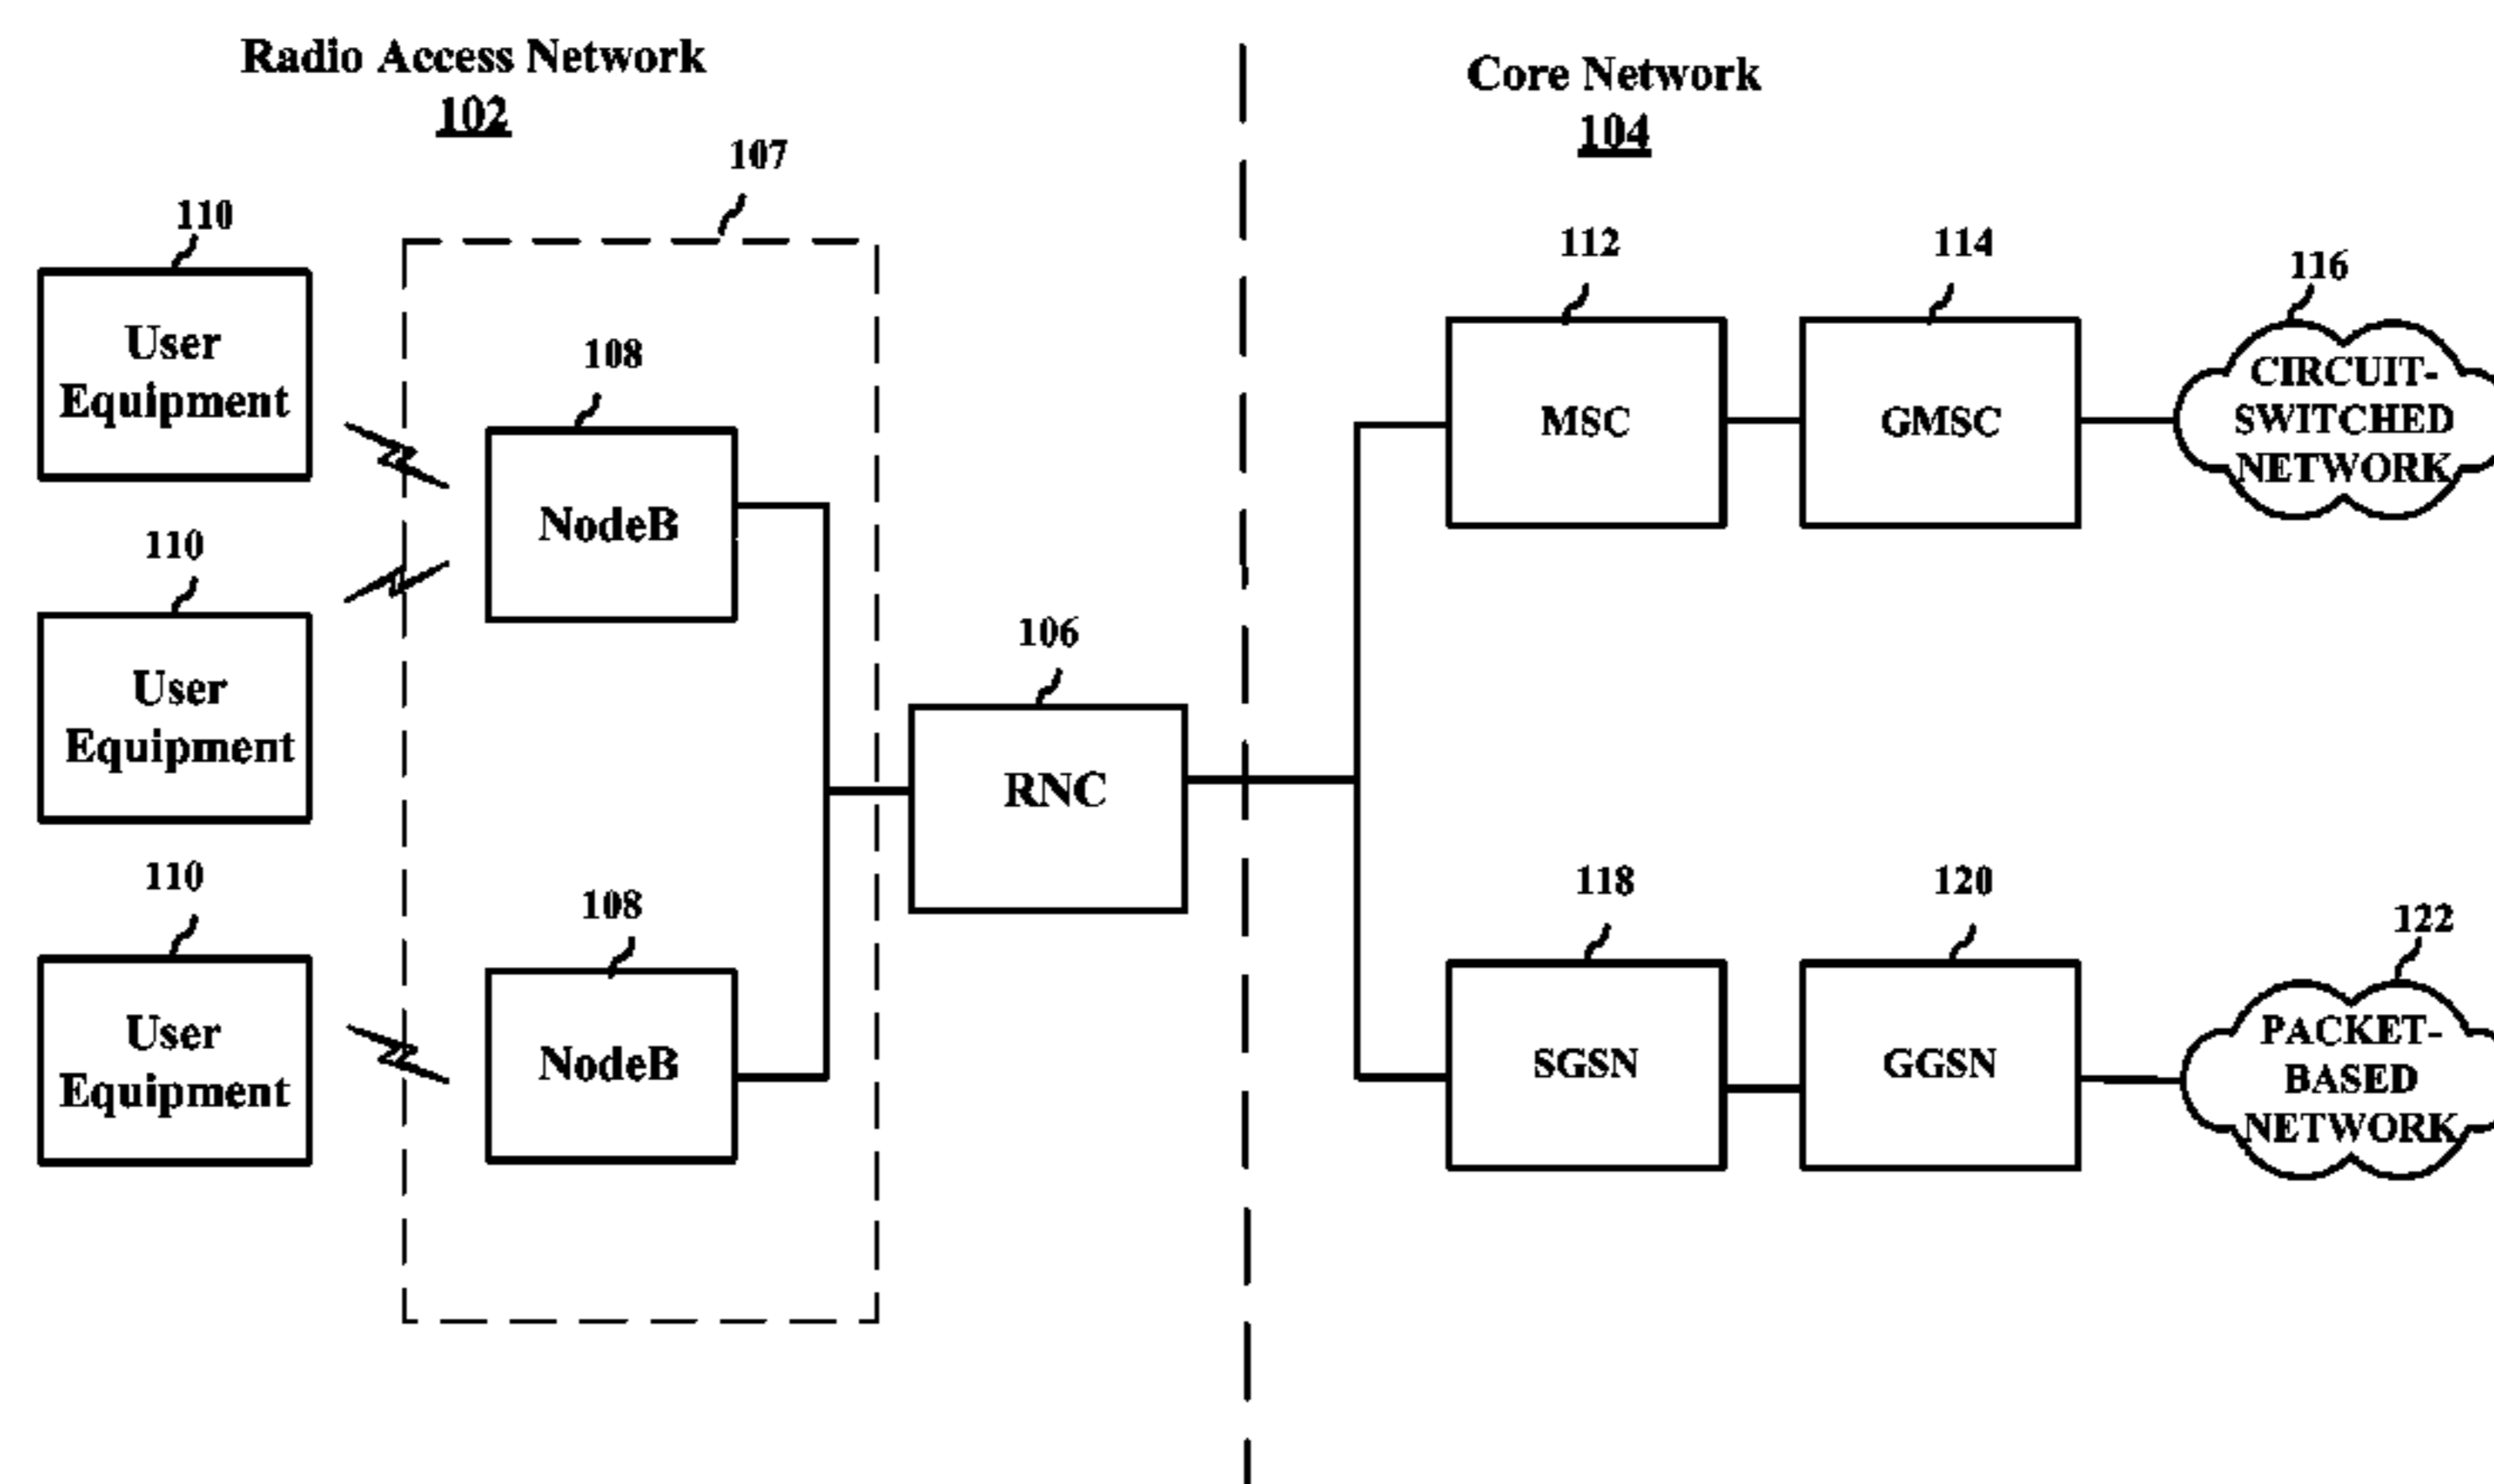 Radio Access Network
102
Core Network
104
107
110
User
Equipment
108
NodeB
110
User
Equipment
110
User
Equipment
108
NodeB
106
RNC
112
MSC
114
GMSC
116
CIRCUIT-
SWITCHED
NETWORK
118
SGSN
120
GGSN
122
PACKET-
BASED
NETWORK